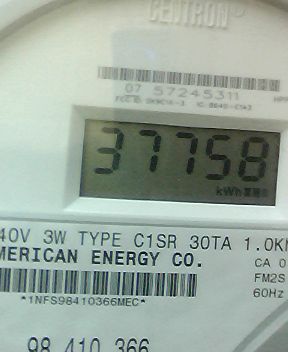 CENTRON
07 57245311
37758
kWh
40V 3W TYPE C1SR 30TA 1.0K
MERICAN ENERGY CO.
CA 0
FM2S
60Hz
*1NFS98410366MEC*
98 410 366